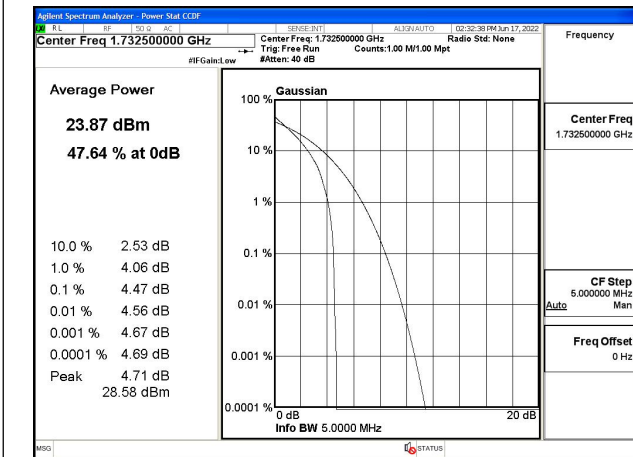 Agilent Spectrum Analyzer - Power Stat CCDF
RL RF 50 Ω AC SENSE:INT ALIGNAUTO 02:32:38 PM Jun 17, 2022
Center Freq 1.732500000 GHz
Center Freq: 1.732500000 GHz Radio Std: None
Trig: Free Run Counts:1.00 M/1.00 Mpt
#IFGain:Low #Atten: 40 dB
Frequency
Average Power
23.87 dBm
47.64 % at 0dB
10.0 % 2.53 dB
1.0 % 4.06 dB
0.1 % 4.47 dB
0.01 % 4.56 dB
0.001 % 4.67 dB
0.0001 % 4.69 dB
Peak 4.71 dB
28.58 dBm
Gaussian
100 %
10 %
1 %
0.1 %
0.01 %
0.001 %
0.0001 %
0 dB 20 dB
Info BW 5.0000 MHz
Center Freq
1.732500000 GHz
CF Step
5.000000 MHz
Auto Man
Freq Offset
0 Hz
MSG STATUS